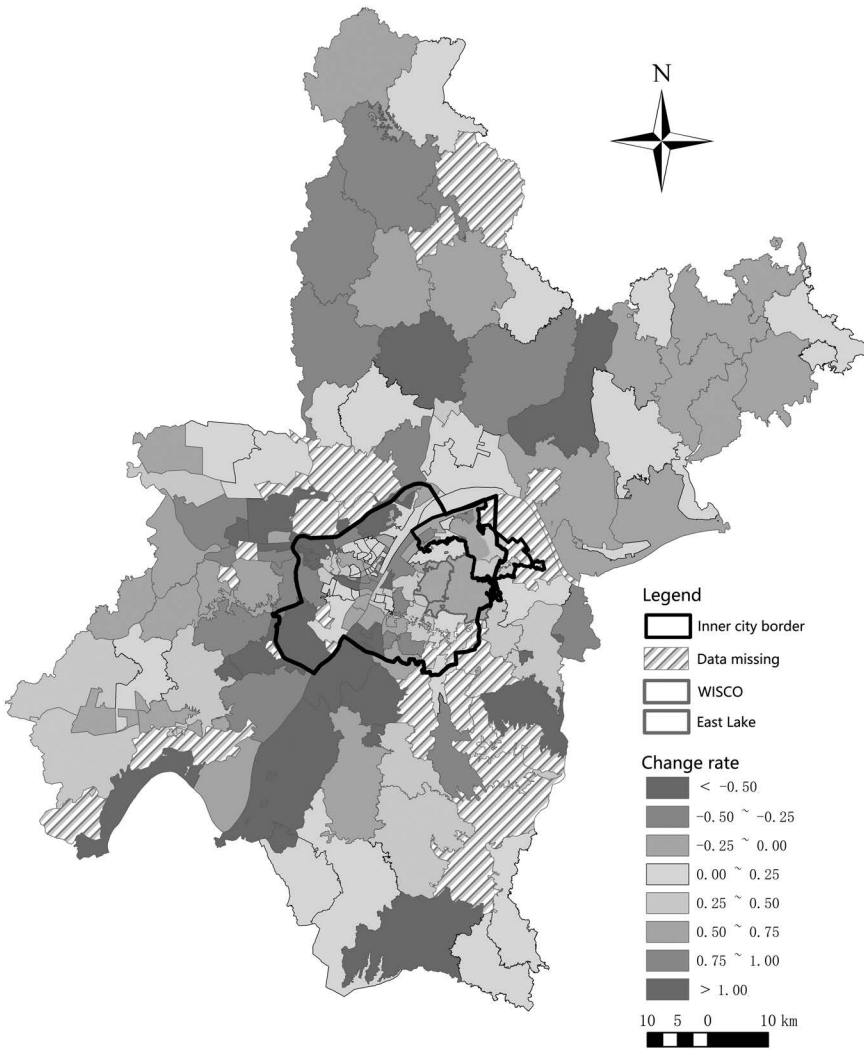 N
Legend
Inner city border
Data missing
WISCO
East Lake
Change rate
< -0.50
-0.50 ~ -0.25
-0.25 ~ 0.00
0.00 ~ 0.25
0.25 ~ 0.50
0.50 ~ 0.75
0.75 ~ 1.00
> 1.00
10 5 0 10 km